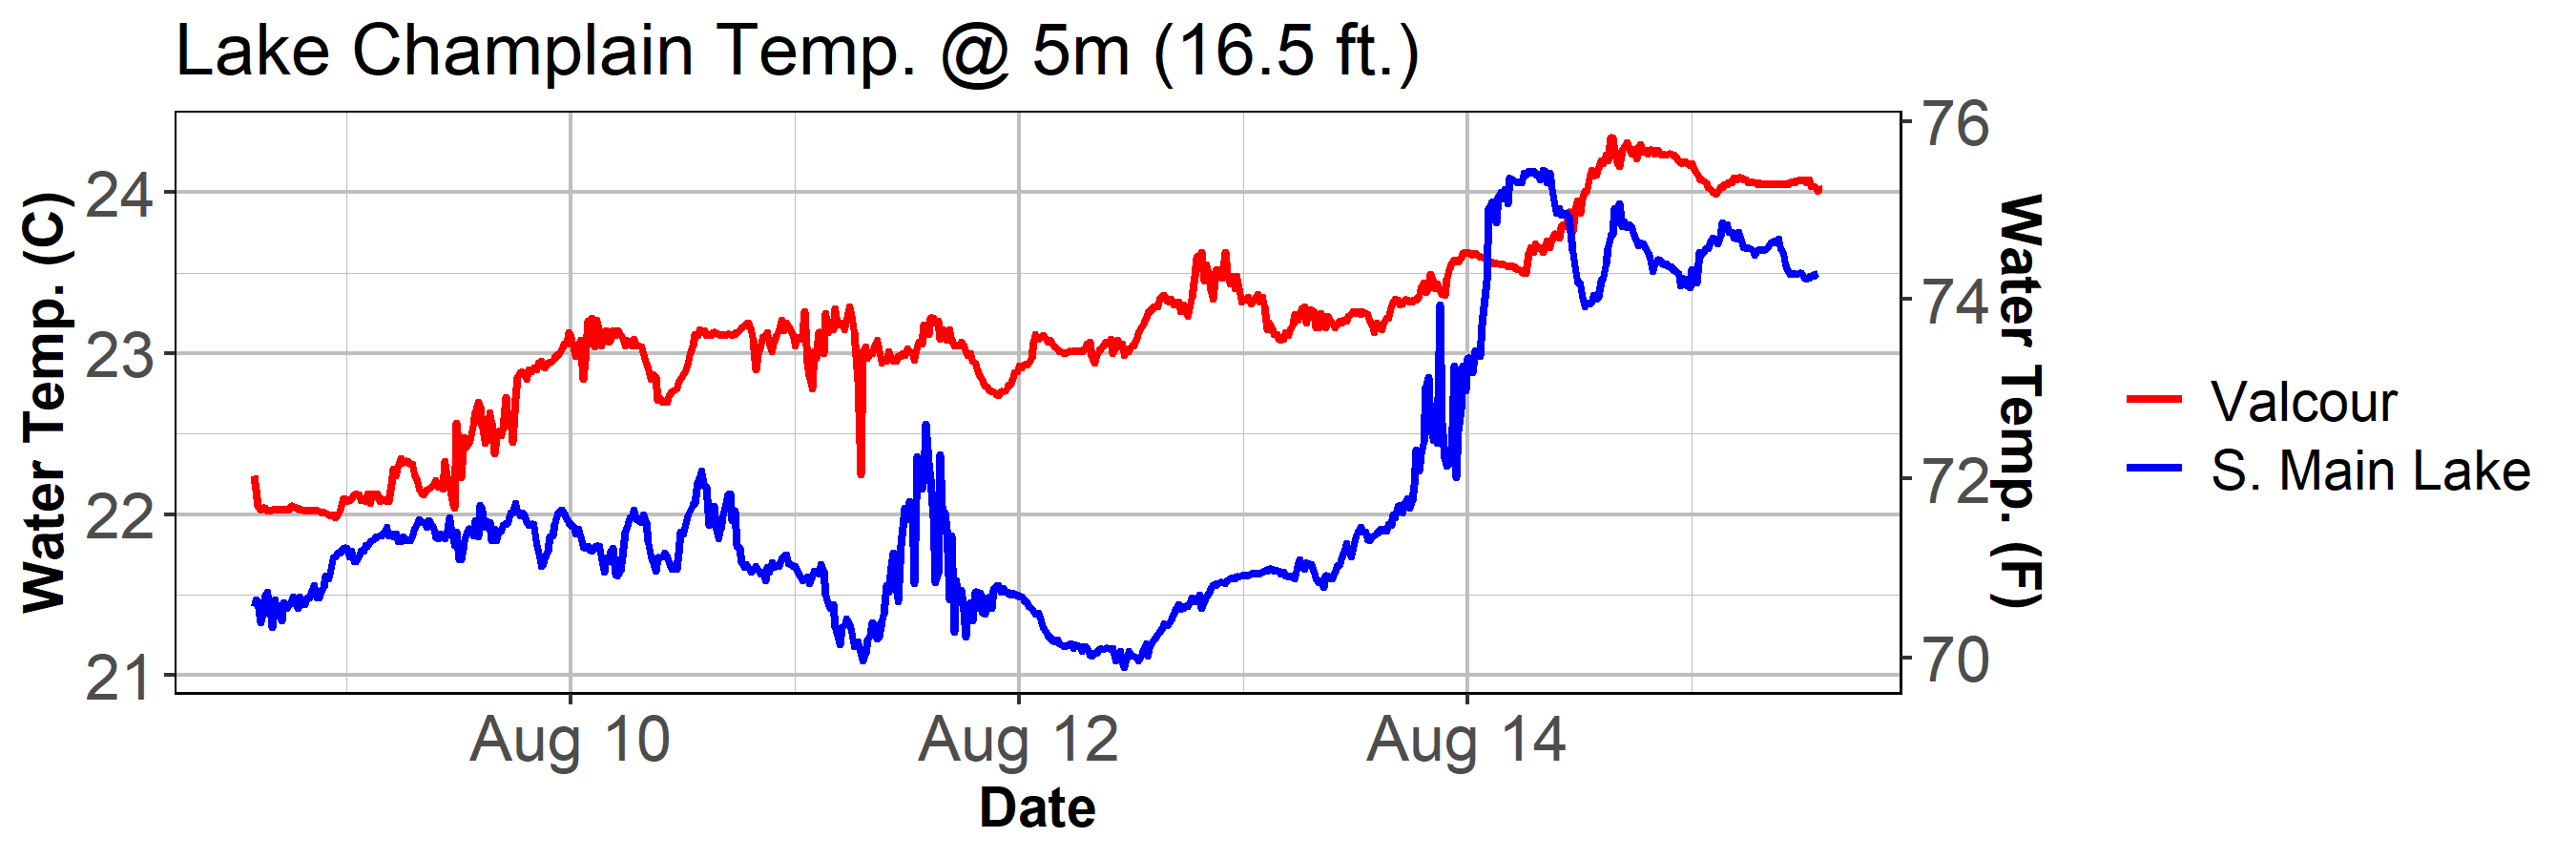 Lake Champlain Temp. @ 5m (16.5 ft.)
Water Temp. (C)
24
23
22
21
76
74
72
70
Water Temp. (F)
Aug 10
Aug 12
Aug 14
Date
Valcour
S. Main Lake